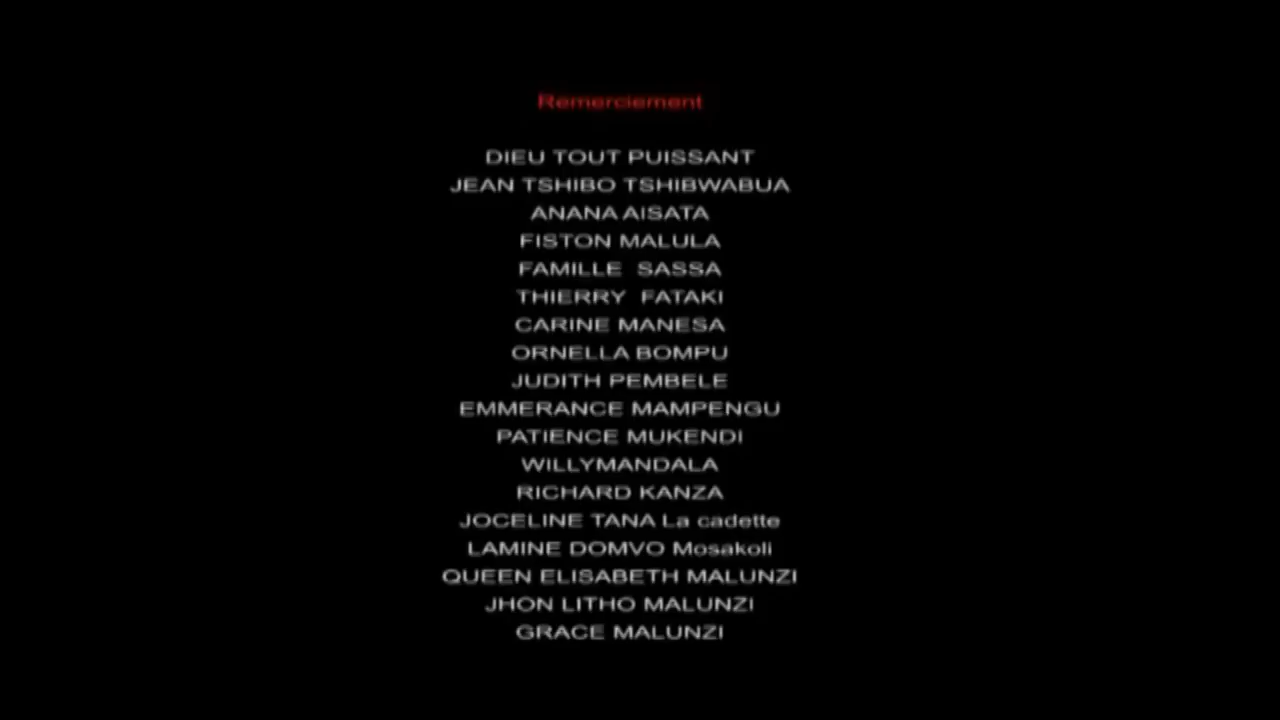 Remerciement
DIEU TOUT PUISSANT
JEAN TSHIBO TSHIBWABUA
ANANA AISATA
FISTON MALULA
FAMILLE SASSA
THIERRY FATAKI
CARINE MANESA
ORNELLA BOMPU
JUDITH PEMBELE
EMMERANCE MAMPENGU
PATIENCE MUKENDI
WILLYMANDALA
RICHARD KANZA
JOCELINE TANA La cadette
LAMINE DOMVO Mosakoli
QUEEN ELISABETH MALUNZI
JHON LITHO MALUNZI
GRACE MALUNZI